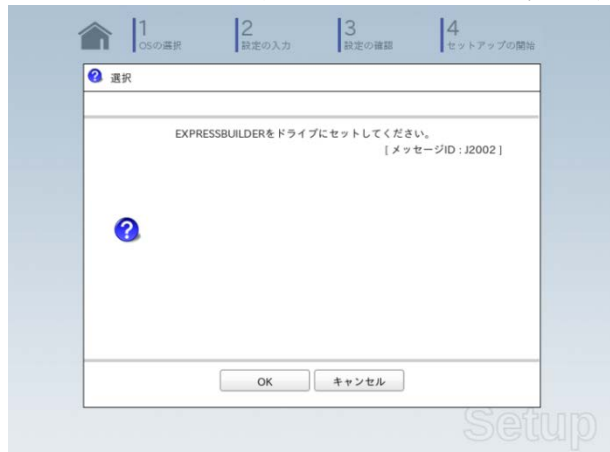 1
OSの選択
2
設定の入力
3
設定の確認
4
セットアップの開始
選択
EXPRESSBUILDERをドライブにセットしてください。
[ メッセージID : J2002 ]
OK
キャンセル
Setup